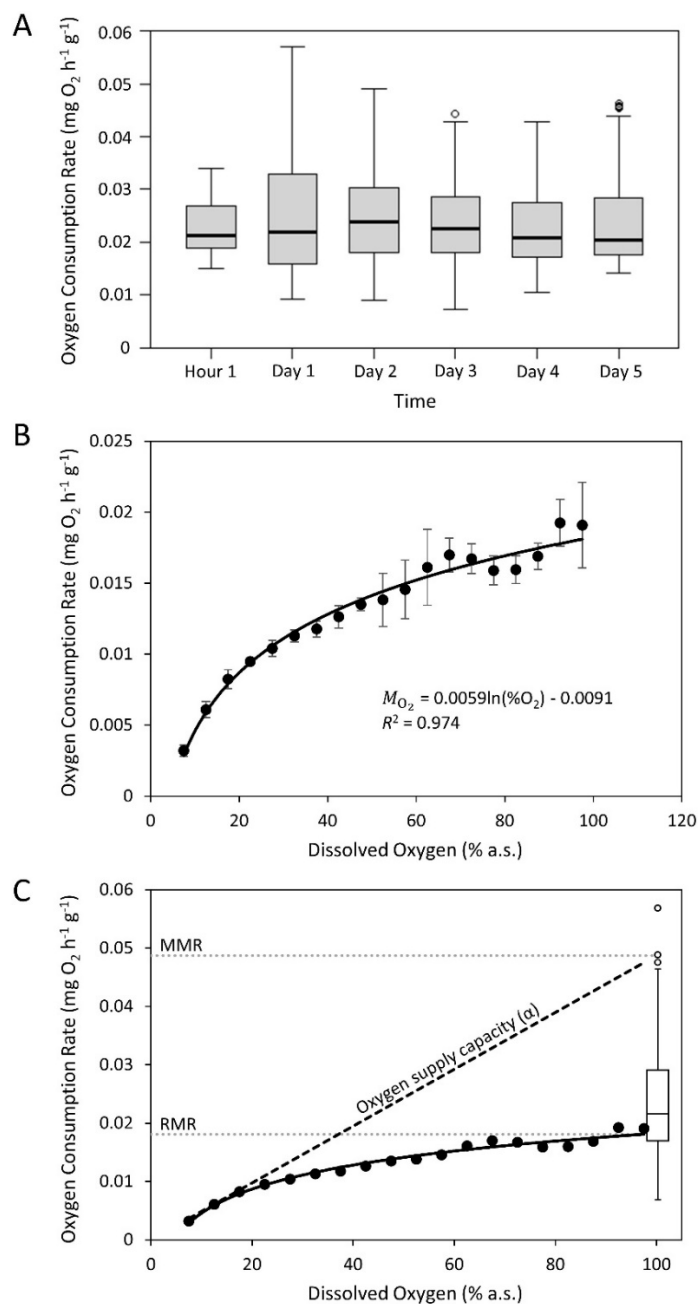 A
Oxygen Consumption Rate (mg O₂ h⁻¹ g⁻¹)
0.06
0.05
0.04
0.03
0.02
0.01
0
Hour 1 Day 1 Day 2 Day 3 Day 4 Day 5
Time
B
Oxygen Consumption Rate (mg O₂ h⁻¹ g⁻¹)
0.025
0.02
0.015
0.01
0.005
0
M_O₂ = 0.0059ln(%O₂) - 0.0091
R² = 0.974
0 20 40 60 80 100 120
Dissolved Oxygen (% a.s.)
C
Oxygen Consumption Rate (mg O₂ h⁻¹ g⁻¹)
0.06
0.05
0.04
0.03
0.02
0.01
0
MMR
Oxygen supply capacity (α)
RMR
0 20 40 60 80 100
Dissolved Oxygen (% a.s.)